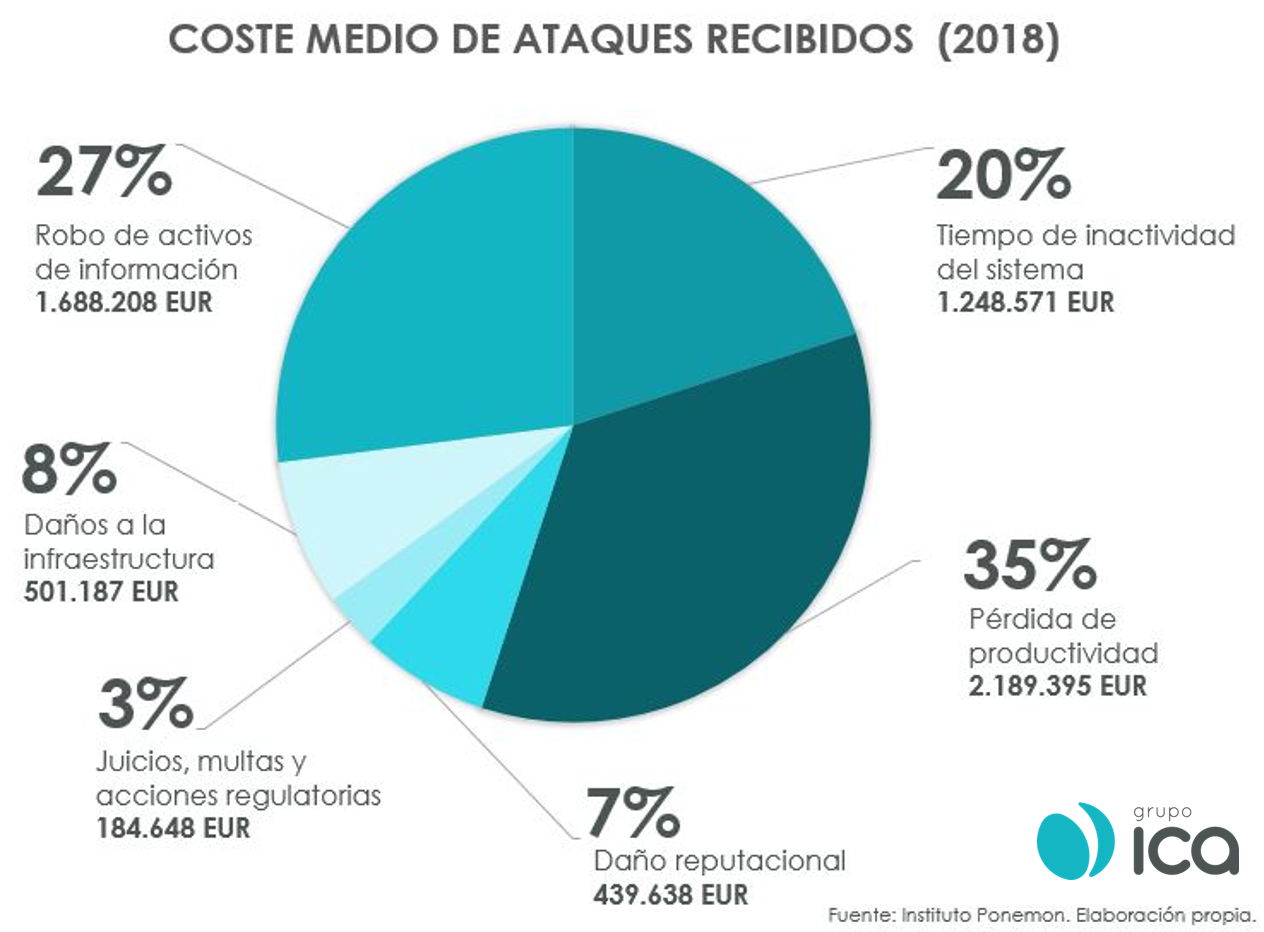 COSTE MEDIO DE ATAQUES RECIBIDOS (2018)
27%
Robo de activos
de información
1.688.208 EUR
20%
Tiempo de inactividad
del sistema
1.248.571 EUR
8%
Daños a la
infraestructura
501.187 EUR
35%
Pérdida de
productividad
2.189.395 EUR
3%
Juicios, multas y
acciones regulatorias
184.648 EUR
7%
Daño reputacional
439.638 EUR
grupo
ica
Fuente: Instituto Ponemon. Elaboración propia.